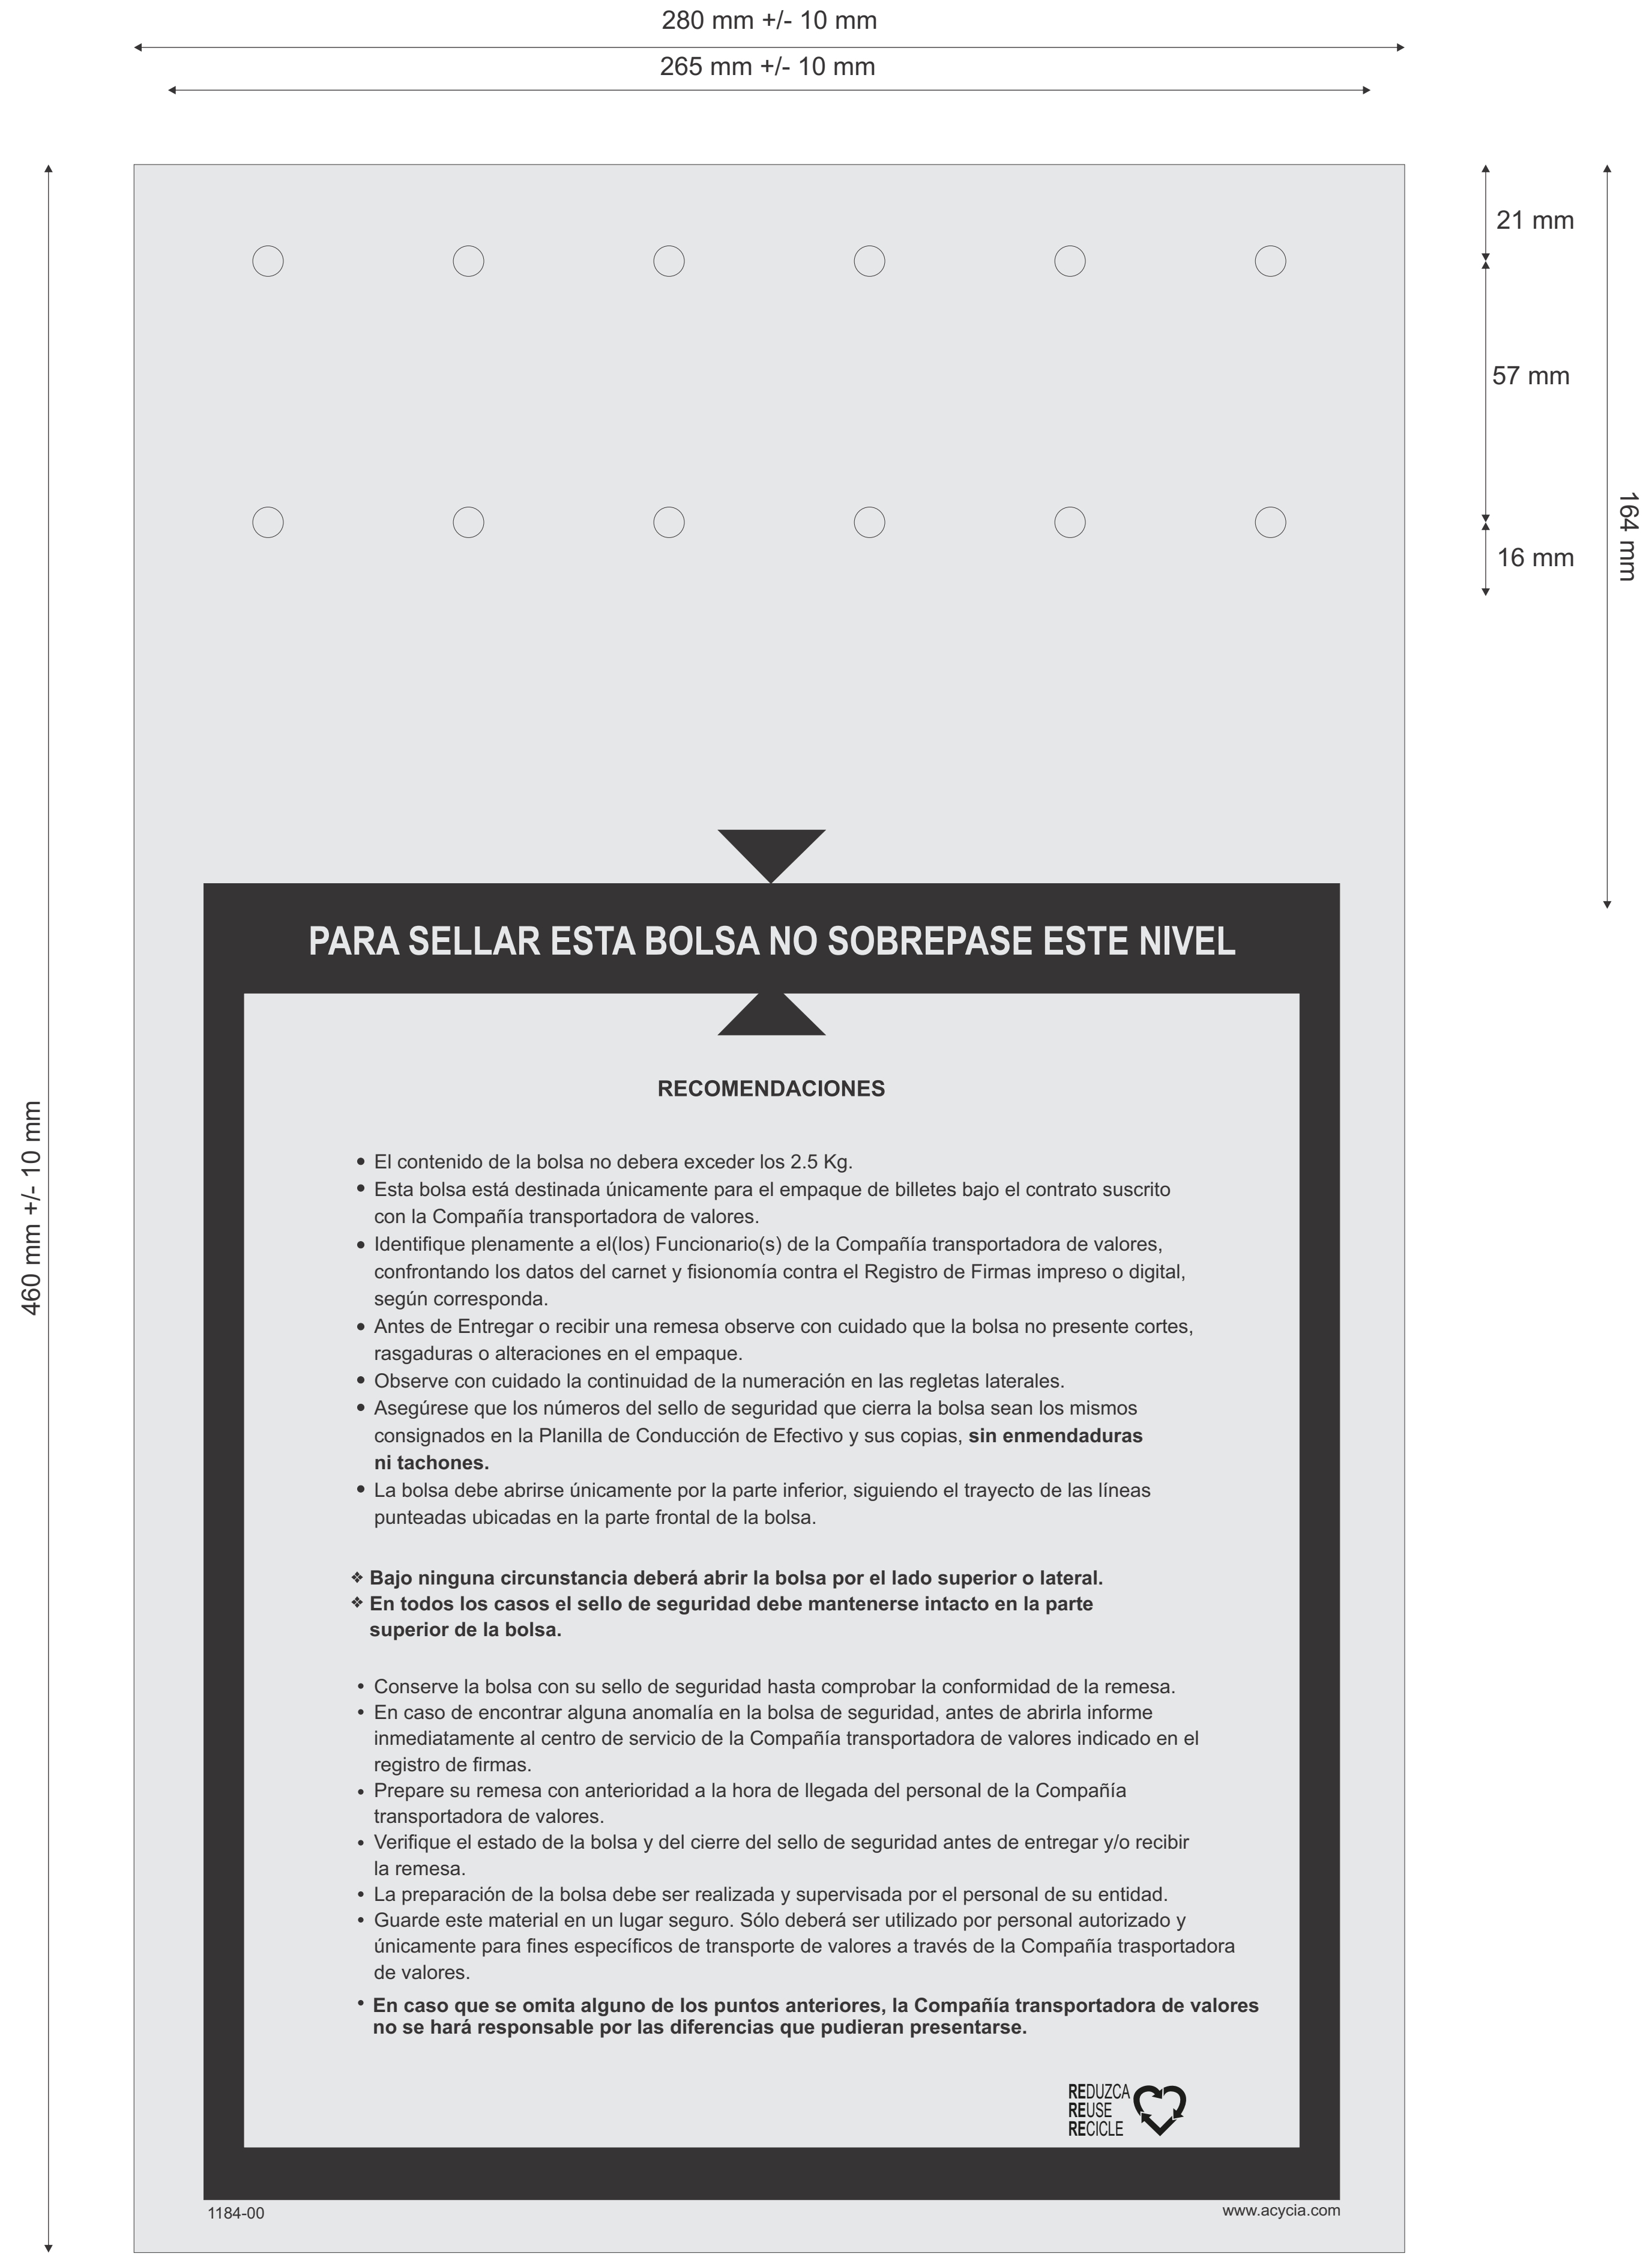 280 mm +/- 10 mm
265 mm +/- 10 mm
21 mm
57 mm
16 mm
164 mm
460 mm +/- 10 mm
PARA SELLAR ESTA BOLSA NO SOBREPASE ESTE NIVEL
RECOMENDACIONES
• El contenido de la bolsa no debera exceder los 2.5 Kg.
• Esta bolsa está destinada únicamente para el empaque de billetes bajo el contrato suscrito
con la Compañía transportadora de valores.
• Identifique plenamente a el(los) Funcionario(s) de la Compañía transportadora de valores,
confrontando los datos del carnet y fisionomía contra el Registro de Firmas impreso o digital,
según corresponda.
• Antes de Entregar o recibir una remesa observe con cuidado que la bolsa no presente cortes,
rasgaduras o alteraciones en el empaque.
• Observe con cuidado la continuidad de la numeración en las regletas laterales.
• Asegúrese que los números del sello de seguridad que cierra la bolsa sean los mismos
consignados en la Planilla de Conducción de Efectivo y sus copias, sin enmendaduras
ni tachones.
• La bolsa debe abrirse únicamente por la parte inferior, siguiendo el trayecto de las líneas
punteadas ubicadas en la parte frontal de la bolsa.
❖ Bajo ninguna circunstancia deberá abrir la bolsa por el lado superior o lateral.
❖ En todos los casos el sello de seguridad debe mantenerse intacto en la parte
superior de la bolsa.
• Conserve la bolsa con su sello de seguridad hasta comprobar la conformidad de la remesa.
• En caso de encontrar alguna anomalía en la bolsa de seguridad, antes de abrirla informe
inmediatamente al centro de servicio de la Compañía transportadora de valores indicado en el
registro de firmas.
• Prepare su remesa con anterioridad a la hora de llegada del personal de la Compañía
transportadora de valores.
• Verifique el estado de la bolsa y del cierre del sello de seguridad antes de entregar y/o recibir
la remesa.
• La preparación de la bolsa debe ser realizada y supervisada por el personal de su entidad.
• Guarde este material en un lugar seguro. Sólo deberá ser utilizado por personal autorizado y
únicamente para fines específicos de transporte de valores a través de la Compañía trasportadora
de valores.
• En caso que se omita alguno de los puntos anteriores, la Compañía transportadora de valores
no se hará responsable por las diferencias que pudieran presentarse.
REDUZCA
REUSE
RECICLE
1184-00
www.acycia.com